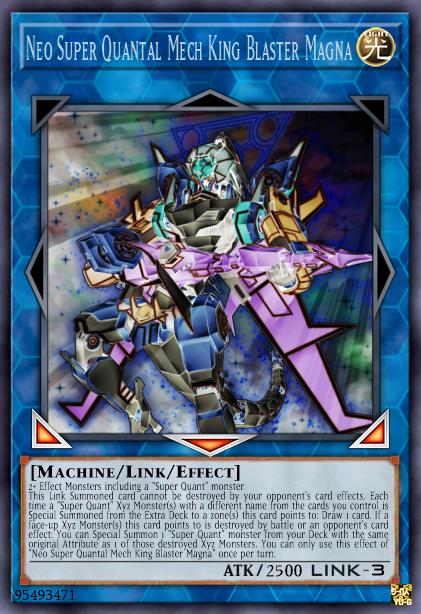 Neo Super Quantal Mech King Blaster Magna
LIGHT
光
[Machine/Link/Effect]
2+ Effect Monsters including a "Super Quant" monster
This Link Summoned card cannot be destroyed by your opponent's card effects. Each
time a "Super Quant" Xyz Monster(s) with a different name from the cards you control is
Special Summoned from the Extra Deck to a zone(s) this card points to: Draw 1 card. If a
face-up Xyz Monster(s) this card points to is destroyed by battle or an opponent's card
effect: You can Special Summon 1 "Super Quant" monster from your Deck with the same
original Attribute as 1 of those destroyed Xyz Monsters. You can only use this effect of
"Neo Super Quantal Mech King Blaster Magna" once per turn.
ATK/2500 LINK-3
95493471